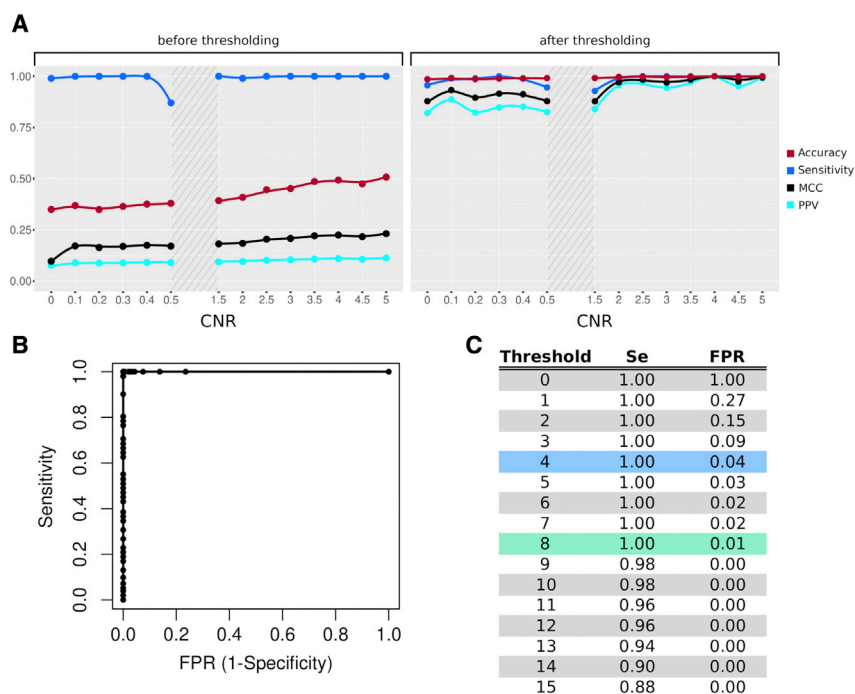 A
before thresholding
after thresholding
1.00
0.75
0.50
0.25
0.00
0 0.1 0.2 0.3 0.4 0.5 1.5 2 2.5 3 3.5 4 4.5 5
0 0.1 0.2 0.3 0.4 0.5 1.5 2 2.5 3 3.5 4 4.5 5
CNR
CNR
Accuracy
Sensitivity
MCC
PPV
B
Sensitivity
1.0
0.8
0.6
0.4
0.2
0.0
0.0 0.2 0.4 0.6 0.8 1.0
FPR (1-Specificity)
C
Threshold Se FPR
0 1.00 1.00
1 1.00 0.27
2 1.00 0.15
3 1.00 0.09
4 1.00 0.04
5 1.00 0.03
6 1.00 0.02
7 1.00 0.02
8 1.00 0.01
9 0.98 0.00
10 0.98 0.00
11 0.96 0.00
12 0.96 0.00
13 0.94 0.00
14 0.90 0.00
15 0.88 0.00